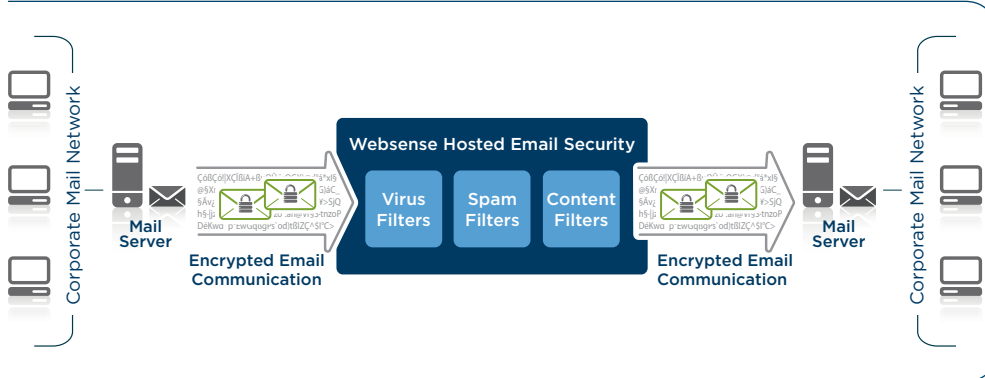 Corporate Mail Network
Mail
Server
Encrypted Email
Communication
Websense Hosted Email Security
Virus
Filters
Spam
Filters
Content
Filters
Encrypted Email
Communication
Mail
Server
Corporate Mail Network